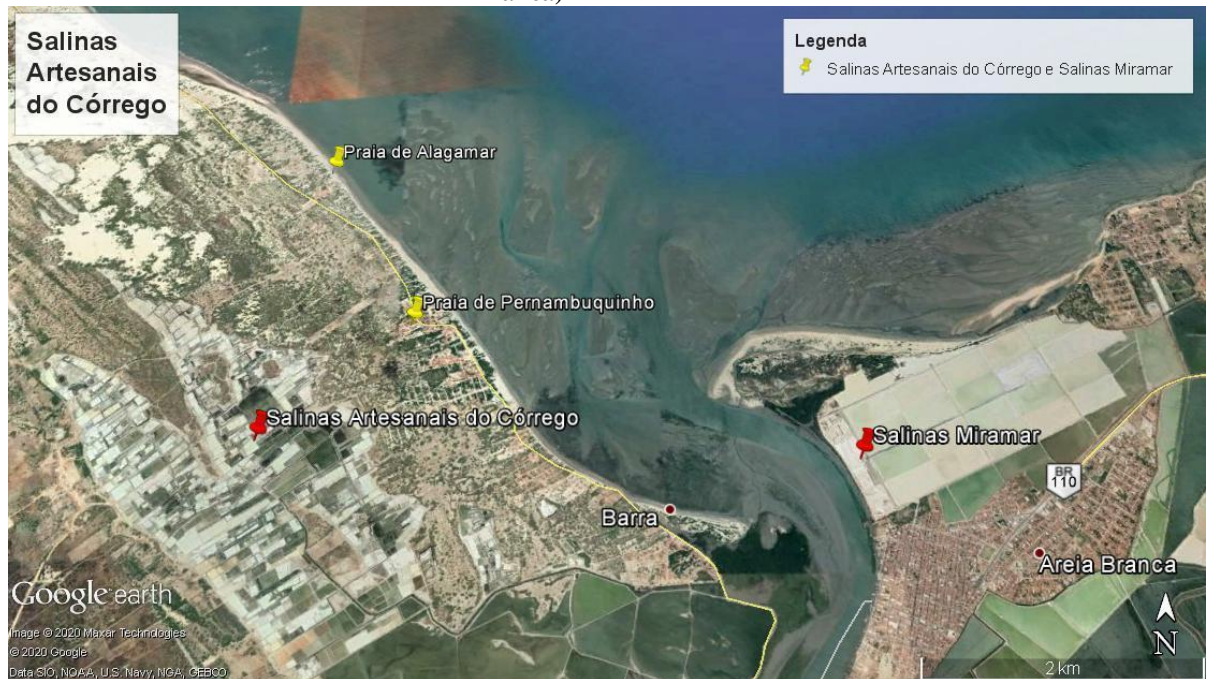 Salinas
Artesanais
do Córrego
Legenda
Salinas Artesanais do Córrego e Salinas Miramar
Praia de Alagamar
Praia de Pernambuquinho
Salinas Artesanais do Córrego
Salinas Miramar
BR
110
Barra
Areia Branca
Google earth
Image © 2020 Maxar Technologies
© 2020 Google
Data SIO, NOAA, U.S. Navy, NGA, GEBCO
N
2 km